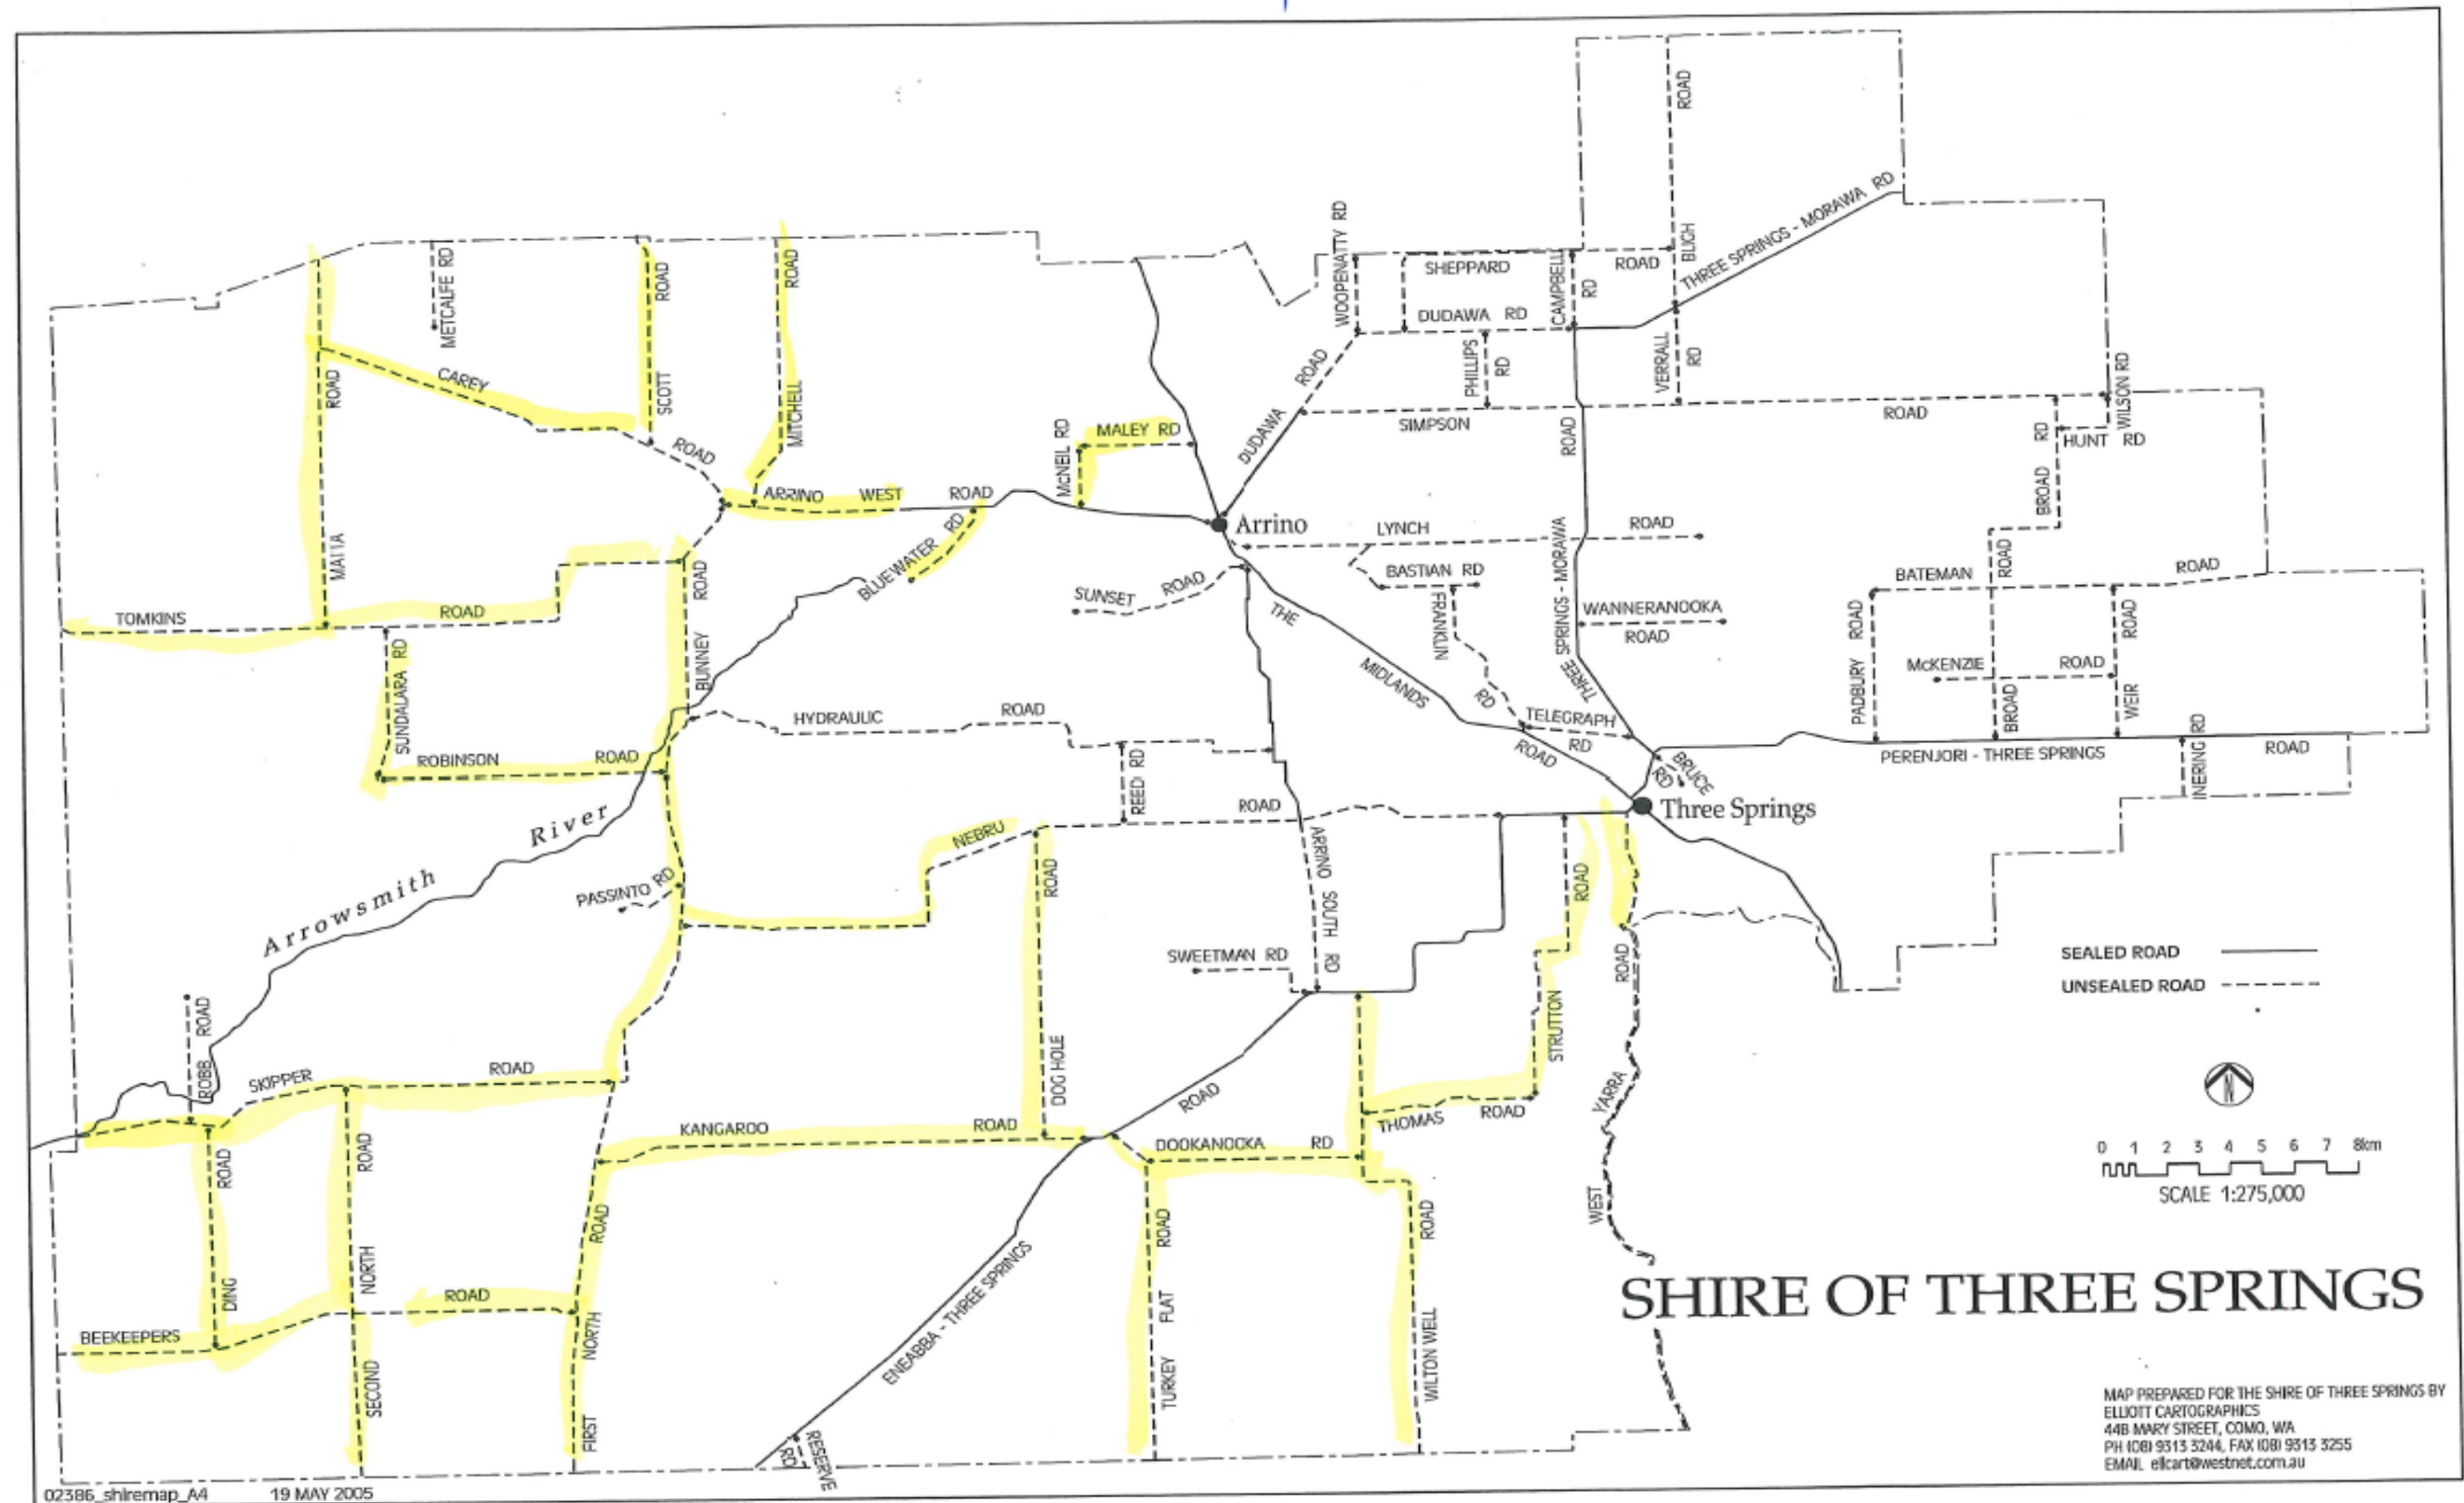 ROAD
BLIGH
THREE SPRINGS - MORAWA RD
WOOPENATTY RD
SHEPPARD
ROAD
CAMPBELL
RD
DUDAWA RD
METCALFE RD
ROAD
SCOTT
ROAD
MITCHELL
ROAD
CAREY
ROAD
PHILLIPS
RD
VERRALL
RD
WILSON RD
DUDAWA
ROAD
SIMPSON
ROAD
ROAD
HUNT RD
RD
BROAD
MALEY RD
McNEIL RD
ARRINO WEST ROAD
BLUEWATER RD
Arrino
LYNCH
ROAD
BASTIAN RD
FRANKLIN
RD
SUNSET ROAD
THE
MIDLANDS
ROAD
THREE SPRINGS - MORAWA
THREE
WANNERANOOKA
ROAD
ROAD
BATEMAN
ROAD
PADBURY ROAD
McKENZIE
ROAD
BROAD
ROAD
WEIR
TOMKINS
ROAD
ROAD
BUNNEY
SUNDALARA RD
ROBINSON
ROAD
HYDRAULIC
ROAD
REED RD
TELEGRAPH
RD
BRUCE
RD
PERENJORI - THREE SPRINGS
ROAD
INERING RD
Three Springs
Arrowsmith River
PASSINTO RD
NEBRU
ROAD
ROAD
DOG HOLE
ARRINO SOUTH RD
SWEETMAN RD
ROAD
STRUTTON
ROAD
YARRA
WEST
SEALED ROAD
UNSEALED ROAD
ROBB ROAD
SKIPPER
ROAD
KANGAROO
ROAD
ROAD
THOMAS
ROAD
DOOKANOOKA
RD
ROAD
DING
ROAD
NORTH
SECOND
ROAD
NORTH
FIRST
BEEKEEPERS
ROAD
ENEABBA - THREE SPRINGS
ROAD
TURKEY FLAT
ROAD
WILTON WELL
RESERVE
RD
N
0 1 2 3 4 5 6 7 8km
SCALE 1:275,000
SHIRE OF THREE SPRINGS
MAP PREPARED FOR THE SHIRE OF THREE SPRINGS BY
ELLIOTT CARTOGRAPHICS
44B MARY STREET, COMO, WA
PH (08) 9313 3244, FAX (08) 9313 3255
EMAIL ellcart@westnet.com.au
02386_shiremap_A4 19 MAY 2005